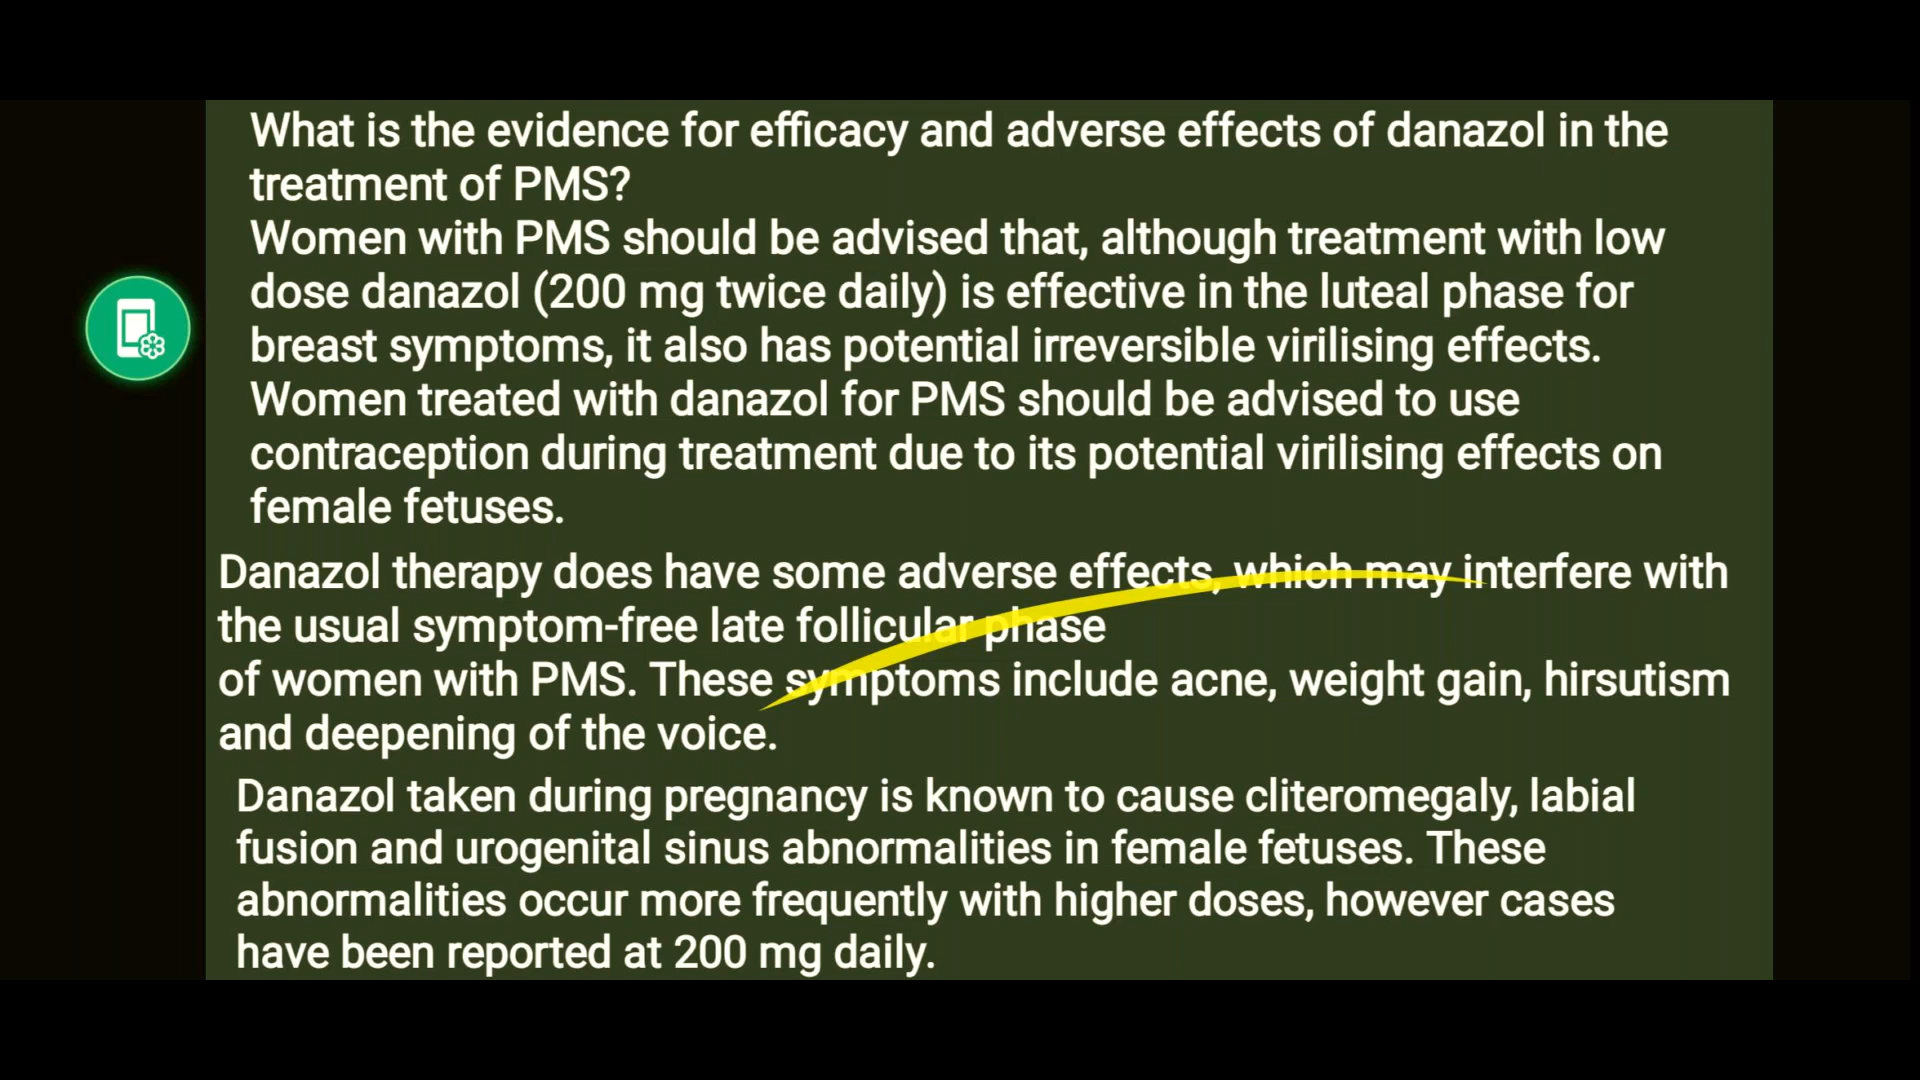 What is the evidence for efficacy and adverse effects of danazol in the
treatment of PMS?
Women with PMS should be advised that, although treatment with low
dose danazol (200 mg twice daily) is effective in the luteal phase for
breast symptoms, it also has potential irreversible virilising effects.
Women treated with danazol for PMS should be advised to use
contraception during treatment due to its potential virilising effects on
female fetuses.
Danazol therapy does have some adverse effects, which may interfere with
the usual symptom-free late follicular phase
of women with PMS. These symptoms include acne, weight gain, hirsutism
and deepening of the voice.
Danazol taken during pregnancy is known to cause cliteromegaly, labial
fusion and urogenital sinus abnormalities in female fetuses. These
abnormalities occur more frequently with higher doses, however cases
have been reported at 200 mg daily.